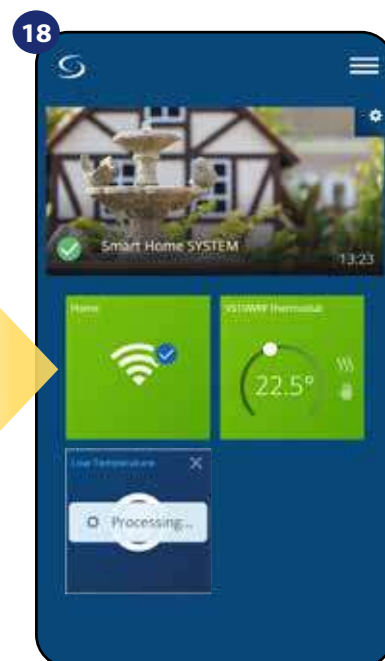 18
Smart Home SYSTEM
13:23
Home
VS10WRF thermostat
22.5°
Low Temperature
Processing...